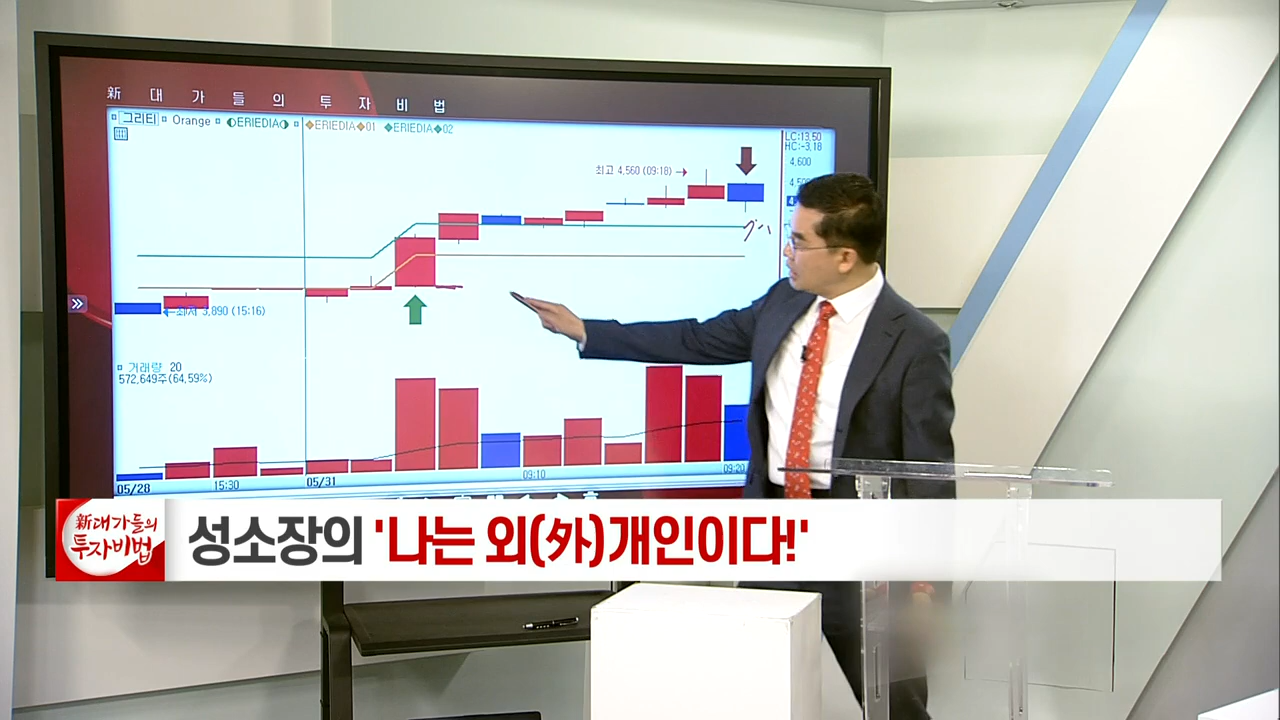 新 대가들의 투자비법
그리티 Orange ERIEDIA ERIEDIA 01 ERIEDIA 02
LC:13.50
HC:-3.18
4,600
최고 4,560 (09:18)
최저 3,890 (15:16)
거래량 20
572,649주(64.59%)
05/28 15:30 05/31 09:10 09:20
新대가들의
투자비법
성소장의 '나는 외(外)개인이다!'